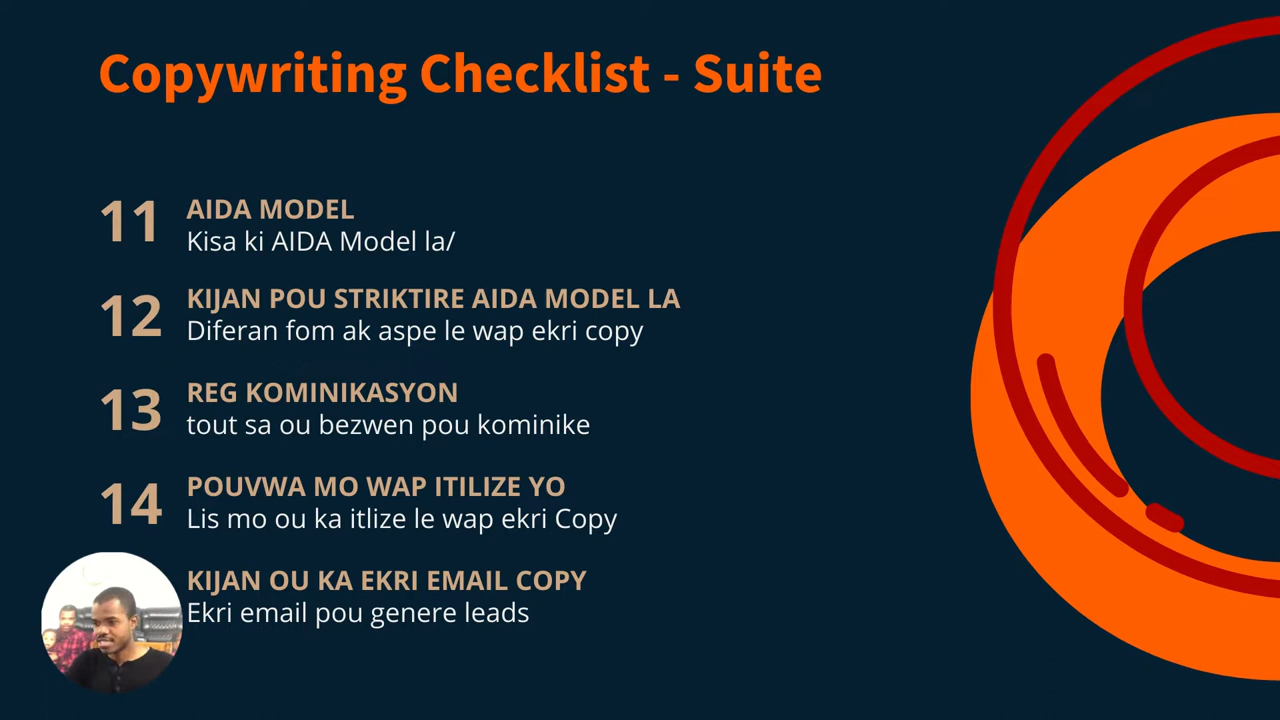 Copywriting Checklist - Suite
11
AIDA MODEL
Kisa ki AIDA Model la/
12
KIJAN POU STRIKTIRE AIDA MODEL LA
Diferan fom ak aspe le wap ekri copy
13
REG KOMINIKASYON
tout sa ou bezwen pou kominike
14
POUVWA MO WAP ITILIZE YO
Lis mo ou ka itlize le wap ekri Copy
KIJAN OU KA EKRI EMAIL COPY
Ekri email pou genere leads